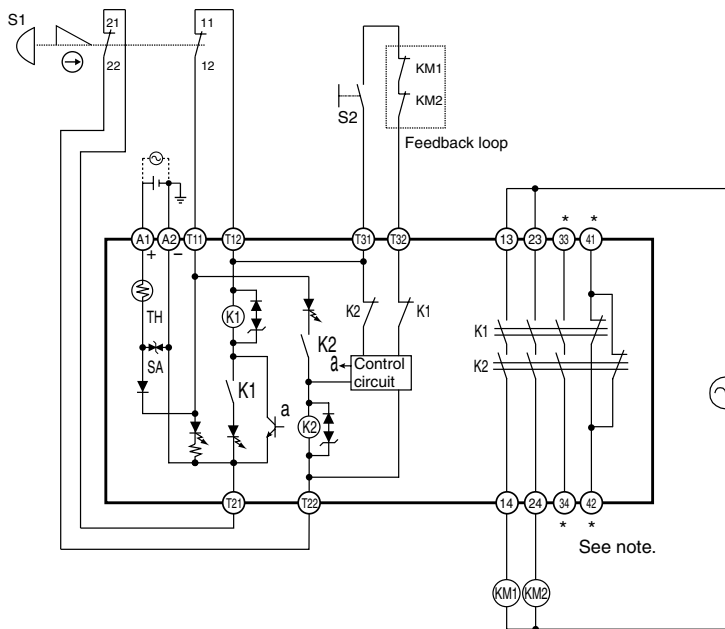 S1
21
22
11
12
S2
KM1
KM2
Feedback loop
A1
A2
T11
T12
T31
T32
13
23
33
41
*
*
+
−
TH
SA
K1
K1
K2
K2
K2
K1
a
a
Control
circuit
K1
K2
T21
T22
14
24
34
42
*
*
See note.
KM1
KM2